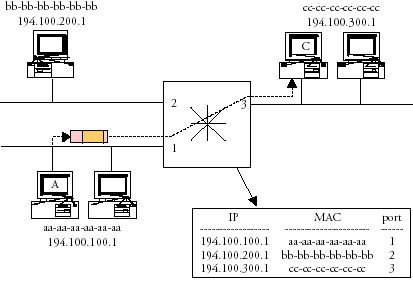 bb-bb-bb-bb-bb-bb
194.100.200.1
cc-cc-cc-cc-cc-cc
194.100.300.1
C
2
3
1
A
aa-aa-aa-aa-aa-aa
194.100.100.1
IP MAC port
194.100.100.1 aa-aa-aa-aa-aa-aa 1
194.100.200.1 bb-bb-bb-bb-bb-bb 2
194.100.300.1 cc-cc-cc-cc-cc-cc 3